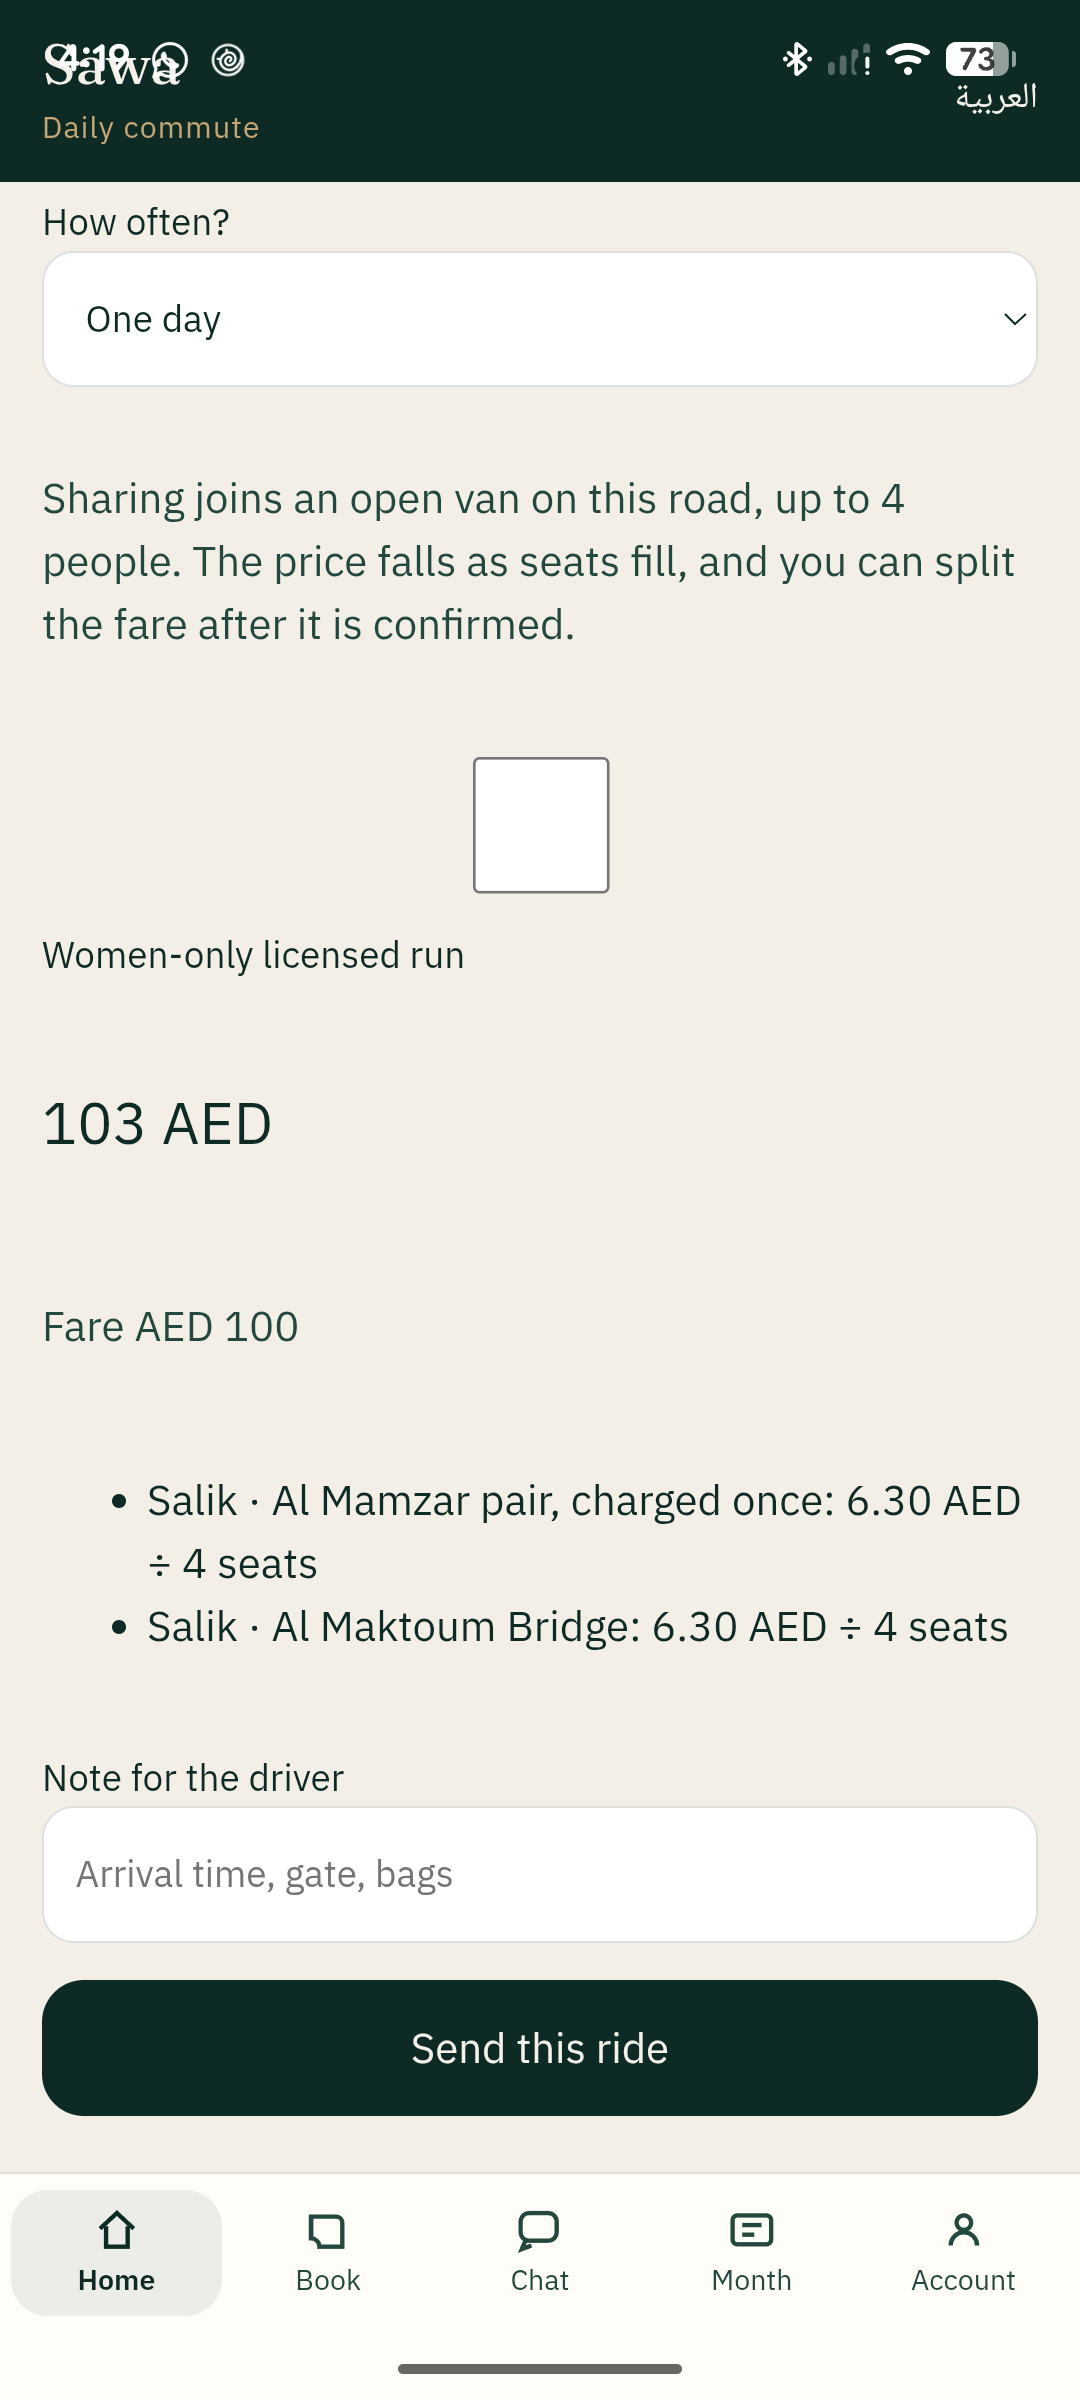 Sawa
4:19
73
العربية
Daily commute
How often?
One day
Sharing joins an open van on this road, up to 4
people. The price falls as seats fill, and you can split
the fare after it is confirmed.
Women-only licensed run
103 AED
Fare AED 100
• Salik · Al Mamzar pair, charged once: 6.30 AED
÷ 4 seats
• Salik · Al Maktoum Bridge: 6.30 AED ÷ 4 seats
Note for the driver
Arrival time, gate, bags
Send this ride
Home
Book
Chat
Month
Account